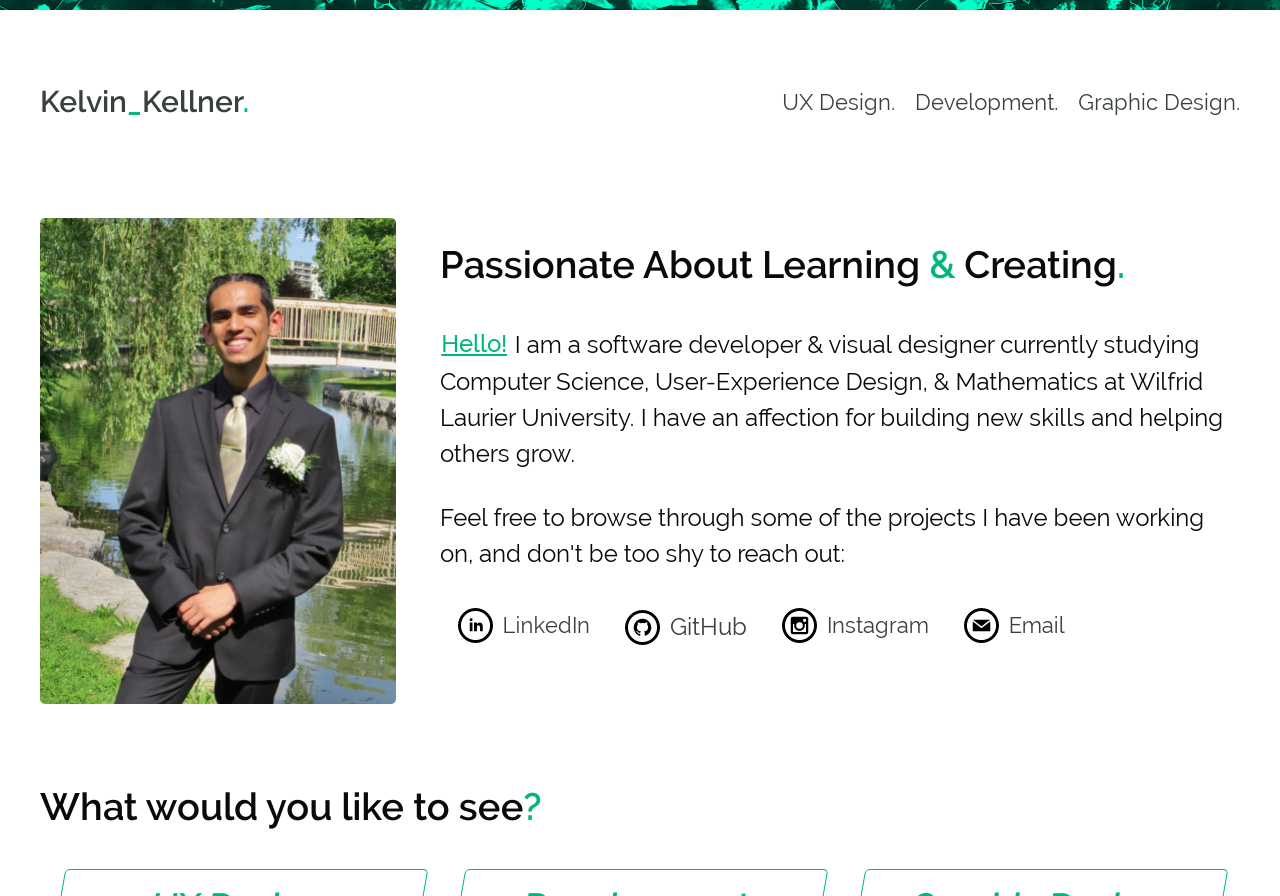 Kelvin_Kellner.
UX Design. Development. Graphic Design.
Passionate About Learning & Creating.
Hello! I am a software developer & visual designer currently studying
Computer Science, User-Experience Design, & Mathematics at Wilfrid
Laurier University. I have an affection for building new skills and helping
others grow.
Feel free to browse through some of the projects I have been working
on, and don't be too shy to reach out:
LinkedIn GitHub Instagram Email
What would you like to see?